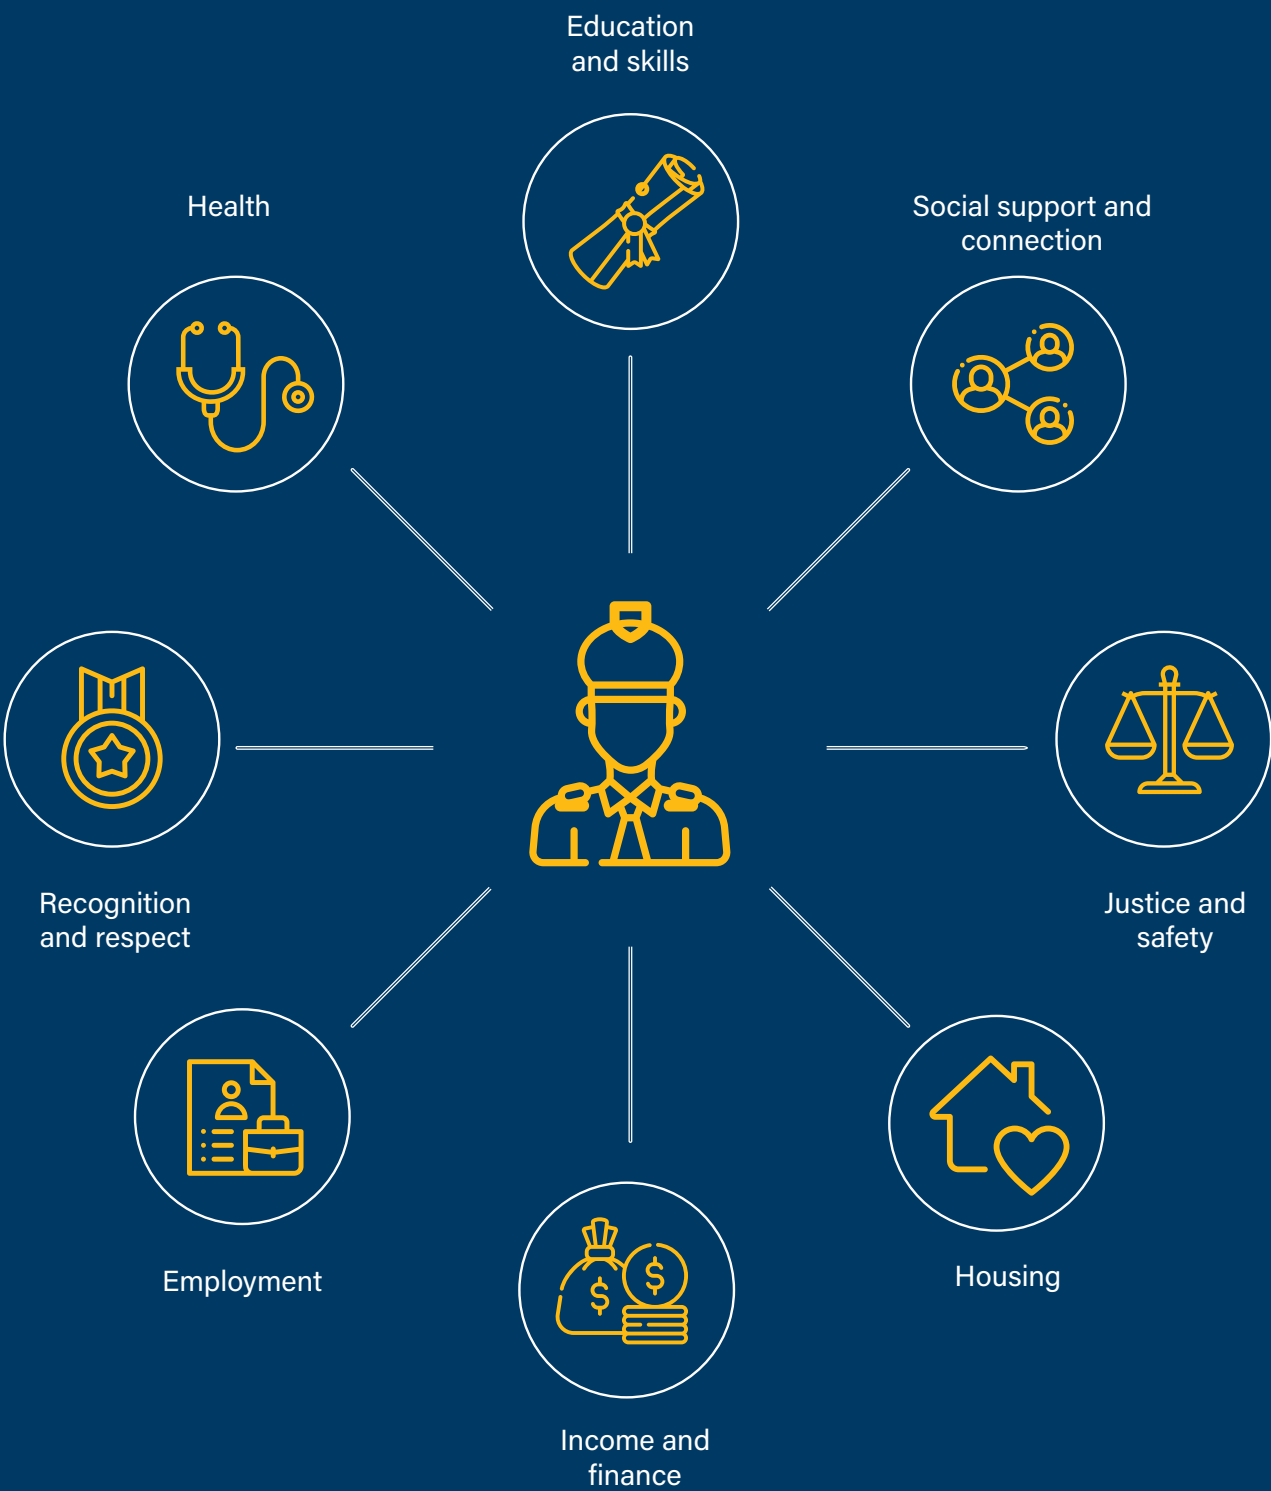 Education
and skills
Health
Social support and
connection
Recognition
and respect
Justice and
safety
Employment
Housing
Income and
finance